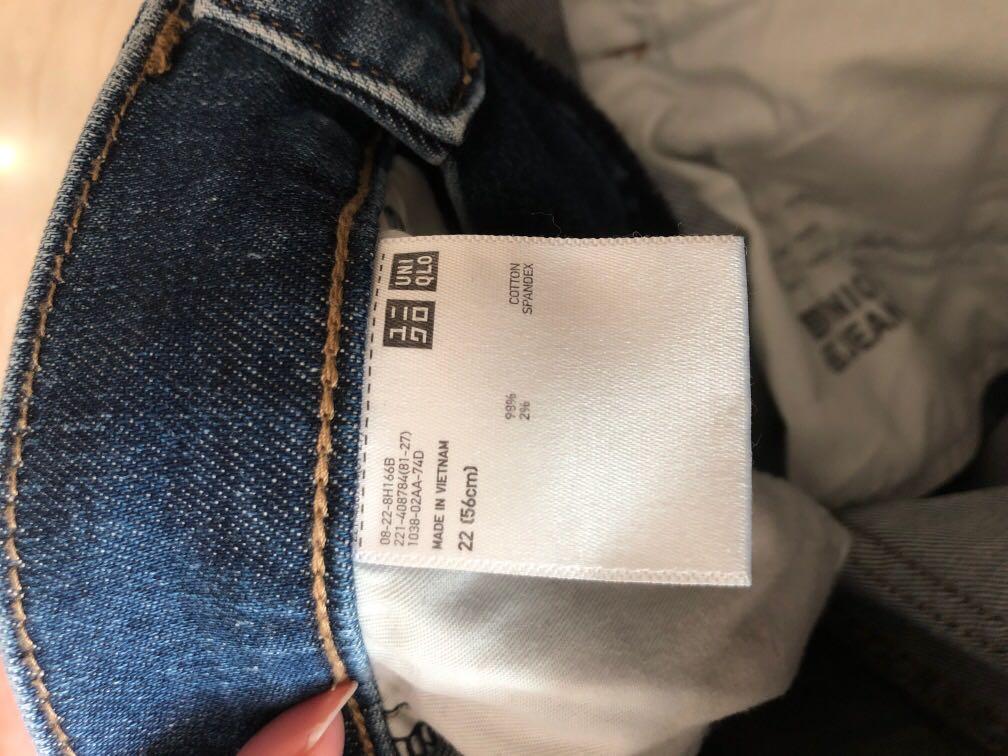 UNI
QLO
ユニ
クロ
COTTON 98%
SPANDEX 2%
08-22-8H166B
221-408784(81-27)
1038-02AA-74D
MADE IN VIETNAM
22 (56cm)